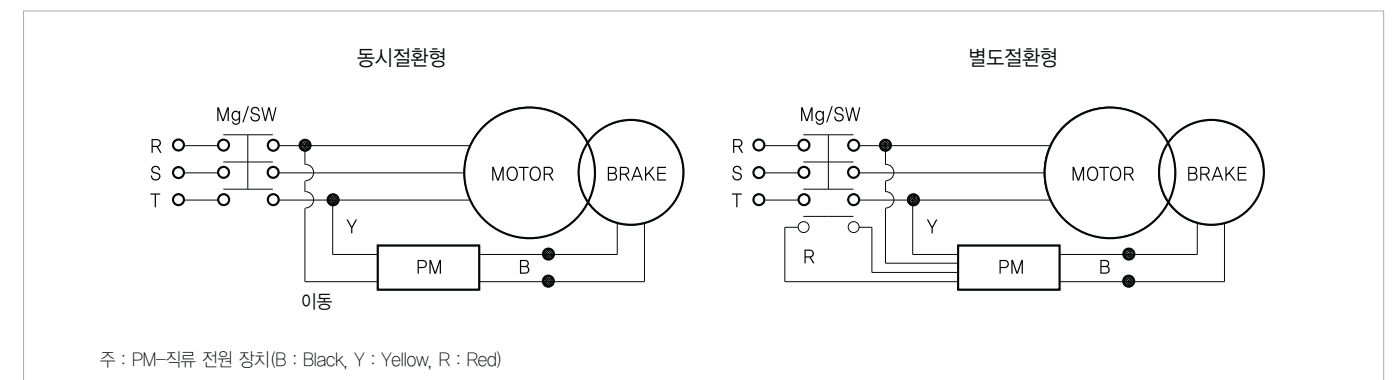 동시절환형
Mg/SW
R
S
T
MOTOR
BRAKE
Y
PM
B
이동
별도절환형
Mg/SW
R
S
T
MOTOR
BRAKE
Y
R
PM
B
주 : PM-직류 전원 장치(B : Black, Y : Yellow, R : Red)